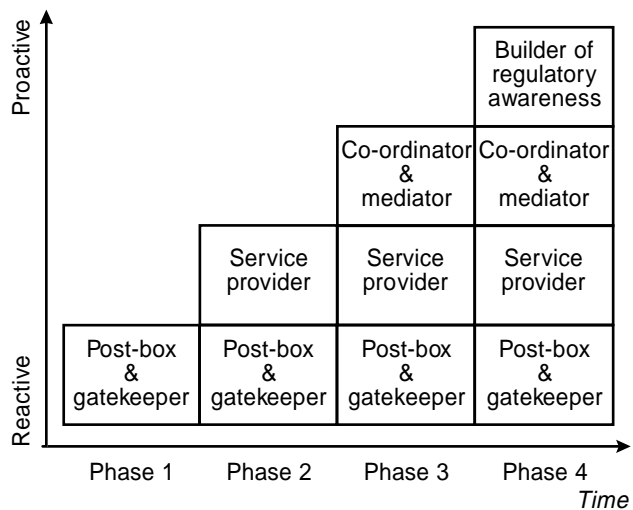 Proactive
Reactive
Builder of
regulatory
awareness
Co-ordinator
&
mediator
Co-ordinator
&
mediator
Service
provider
Service
provider
Service
provider
Post-box
&
gatekeeper
Post-box
&
gatekeeper
Post-box
&
gatekeeper
Post-box
&
gatekeeper
Phase 1
Phase 2
Phase 3
Phase 4
Time